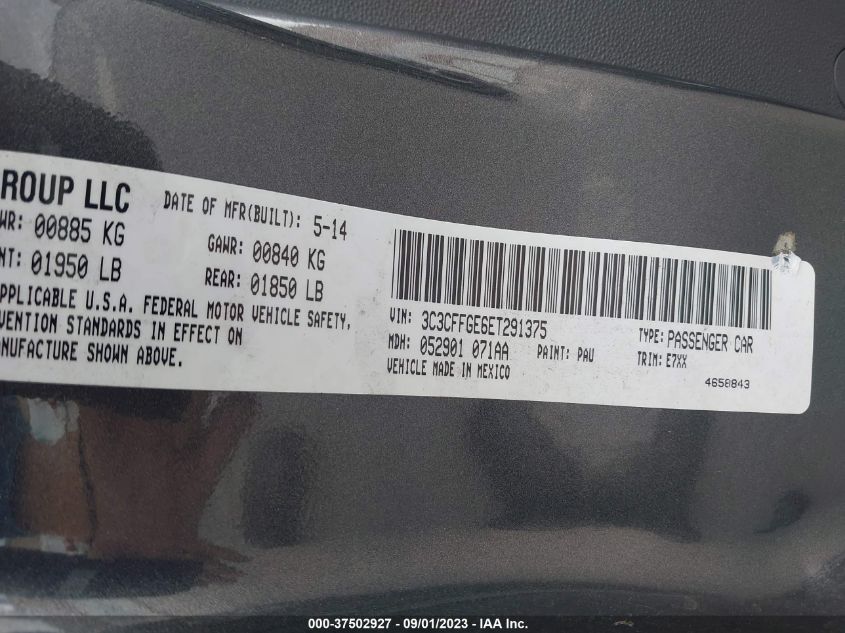 ROUP LLC DATE OF MFR(BUILT): 5-14
WR: 00885 KG GAWR: 00840 KG
NT: 01950 LB REAR: 01850 LB
APPLICABLE U.S.A. FEDERAL MOTOR VEHICLE SAFETY,
VENTION STANDARDS IN EFFECT ON
MANUFACTURE SHOWN ABOVE.
VIN: 3C3CFFGE6ET291375 TYPE: PASSENGER CAR
MDH: 052901 071AA PAINT: PAU TRIM: E7XX
VEHICLE MADE IN MEXICO 4658843
000-37502927 - 09/01/2023 - IAA Inc.